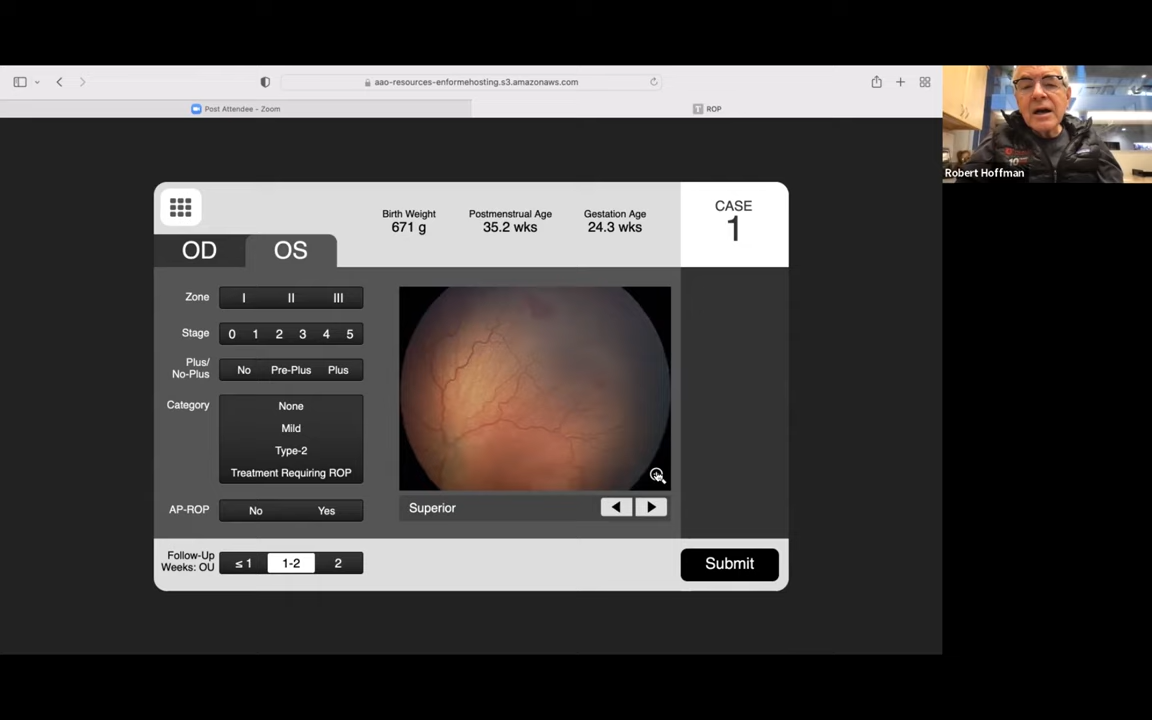 aao-resources-enformehosting.s3.amazonaws.com
Post Attendee - Zoom
T ROP
Robert Hoffman
Birth Weight
671 g
Postmenstrual Age
35.2 wks
Gestation Age
24.3 wks
CASE
1
OD OS
Zone I II III
Stage 0 1 2 3 4 5
Plus/
No-Plus
No Pre-Plus Plus
Category
None
Mild
Type-2
Treatment Requiring ROP
AP-ROP No Yes
Superior
Follow-Up
Weeks: OU
≤ 1 1-2 2
Submit